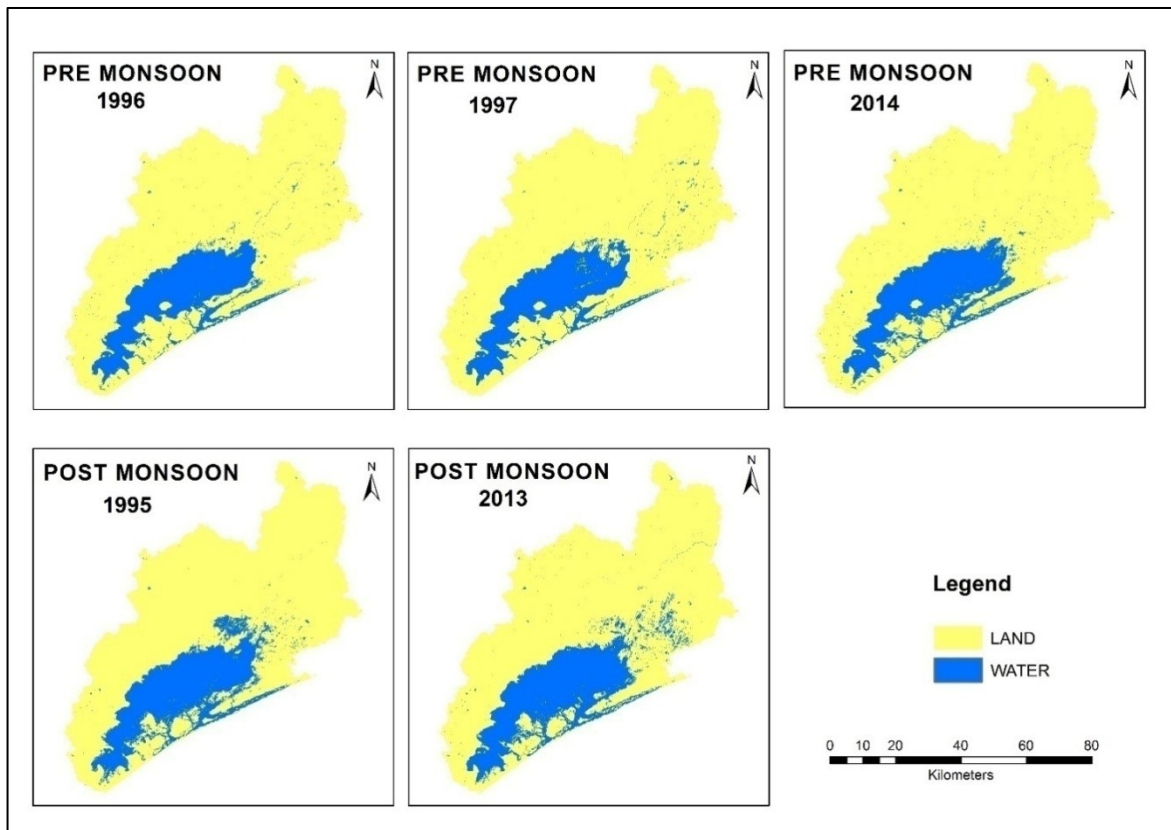 PRE MONSOON
1996
N
PRE MONSOON
1997
N
PRE MONSOON
2014
N
POST MONSOON
1995
N
POST MONSOON
2013
N
Legend
LAND
WATER
0 10 20 40 60 80
Kilometers